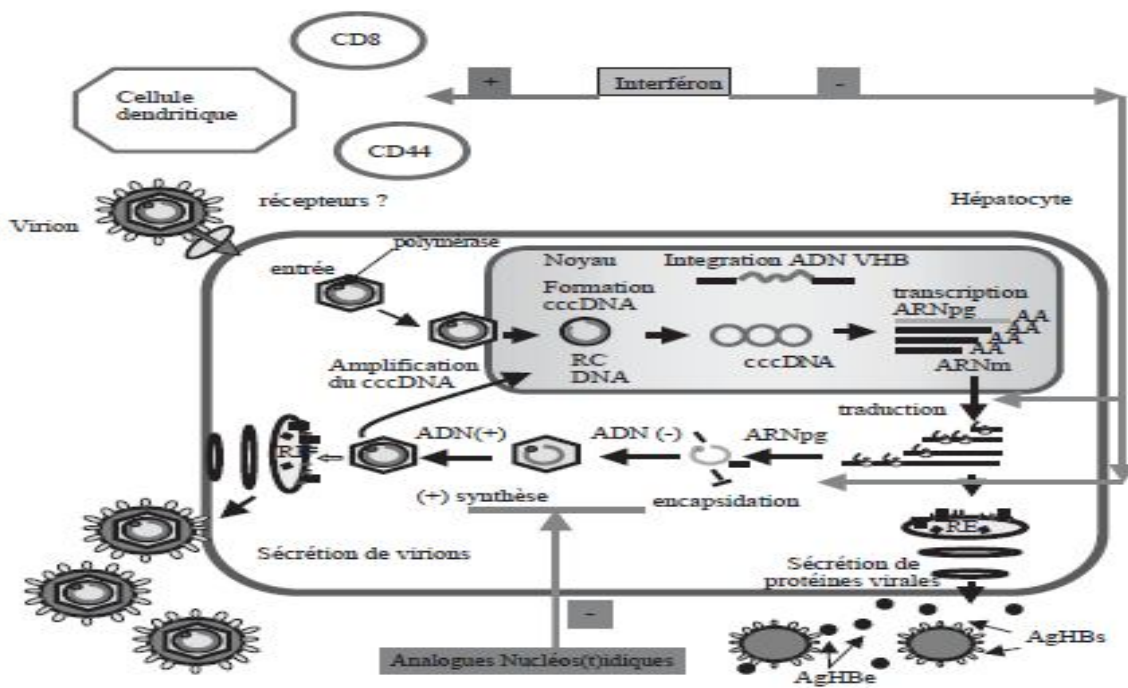 CD8
+
Interféron
-
Cellule
dendritique
CD44
récepteurs ?
Hépatocyte
Virion
polymérase
entrée
Noyau
Integration ADN VHB
Formation
cccDNA
transcription
ARNpg
AA
AA
AA
RC
DNA
cccDNA
ARNm
Amplification
du cccDNA
traduction
ADN(+)
ADN (-)
ARNpg
(+) synthèse
encapsidation
RE
Sécrétion de virions
Sécrétion de
protéines virales
-
AgHBs
Analogues Nucléos(t)idiques
AgHBe